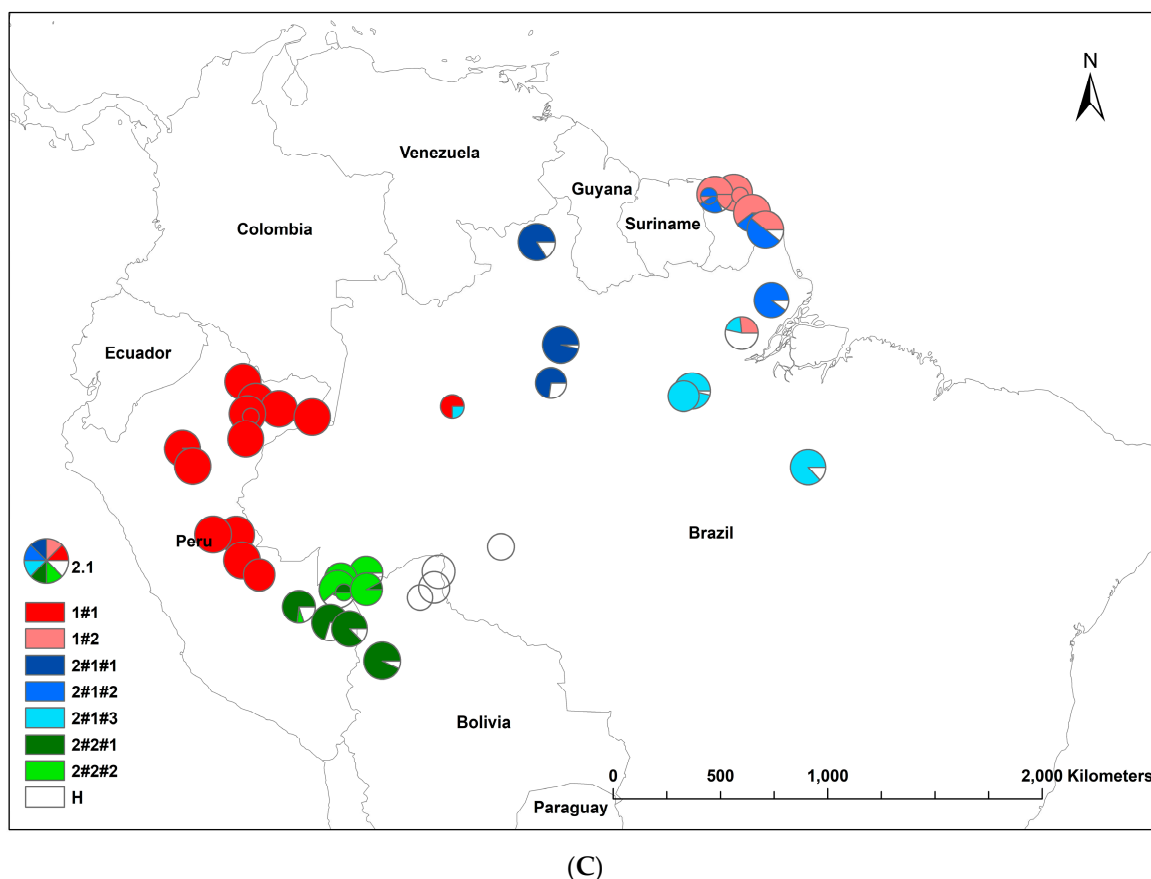 N
Venezuela
Guyana
Suriname
Colombia
Ecuador
Brazil
Peru
2.1
1#1
1#2
2#1#1
2#1#2
2#1#3
2#2#1
2#2#2
H
Bolivia
0 500 1,000 2,000 Kilometers
Paraguay
(C)